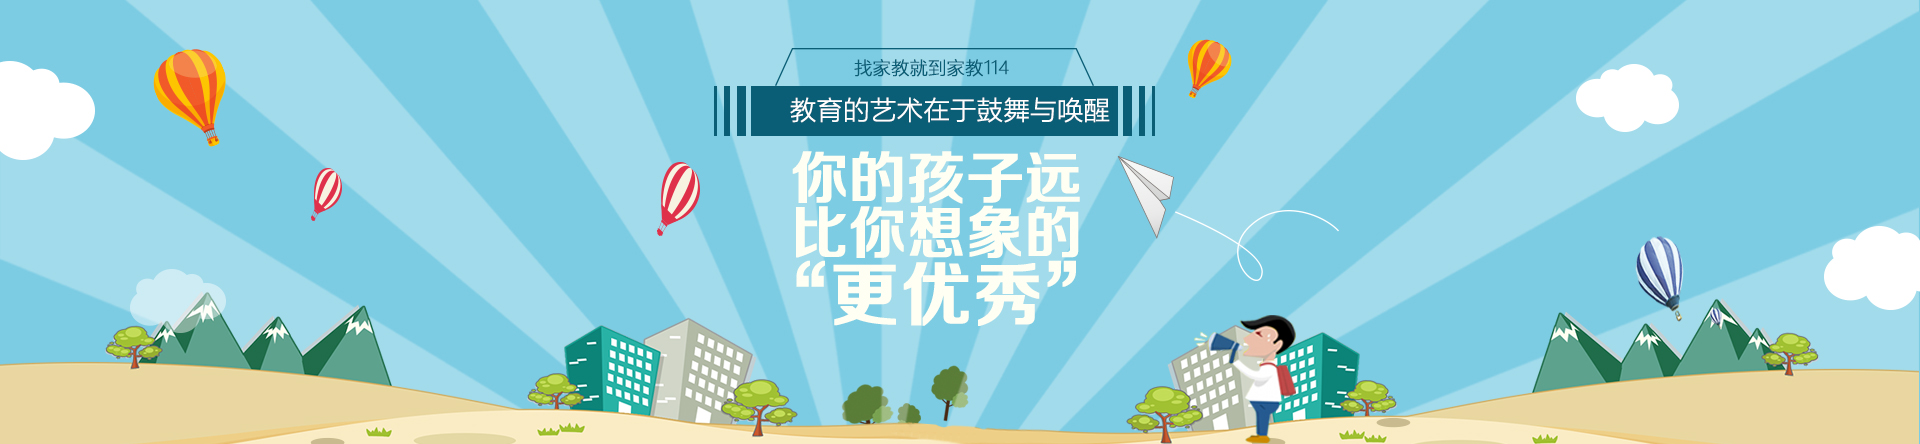 找家教就到家教114
教育的艺术在于鼓舞与唤醒
你的孩子远
比你想象的
“更优秀”